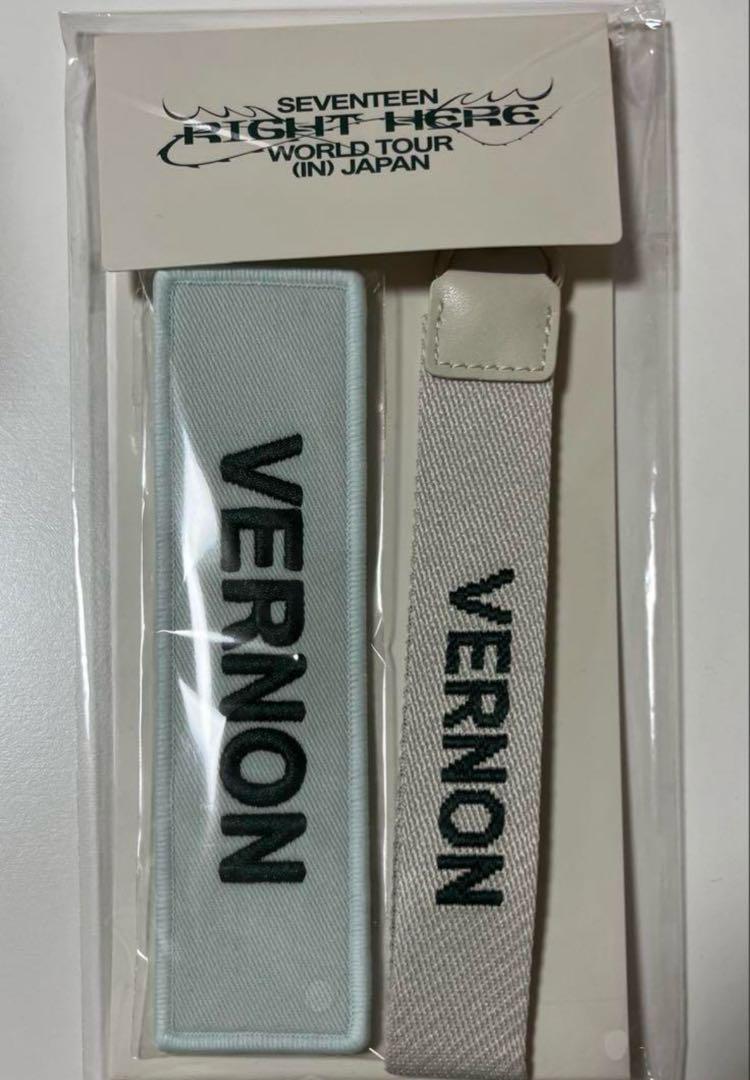 SEVENTEEN
RIGHT HERE
WORLD TOUR
(IN) JAPAN
VERNON
VERNON